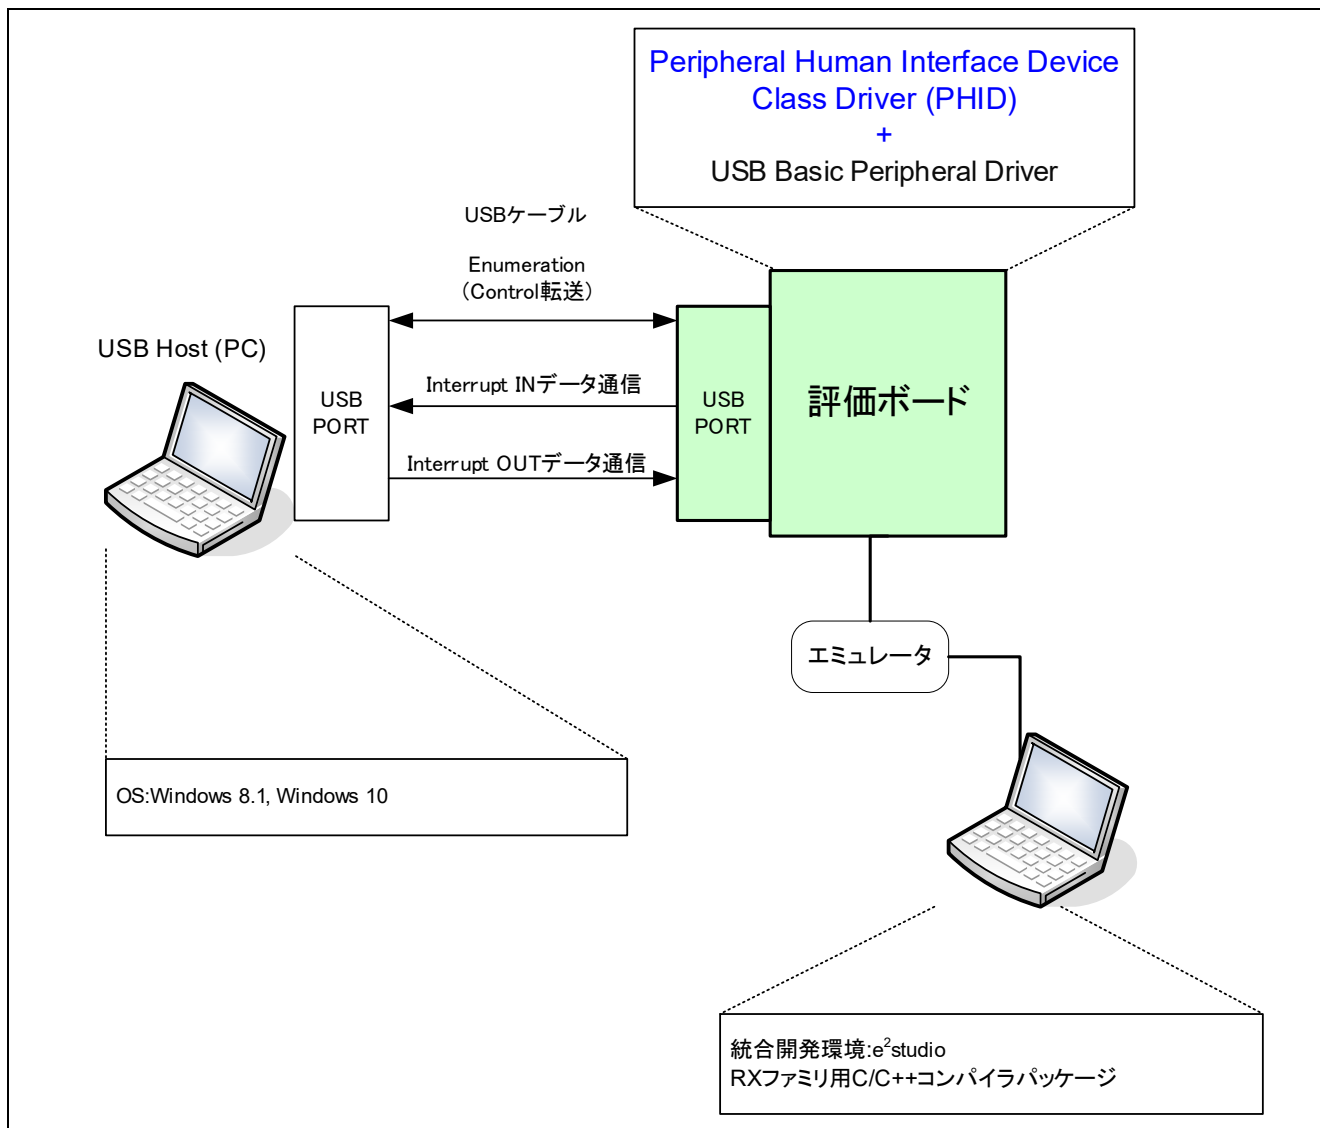 Peripheral Human Interface Device
Class Driver (PHID)
+
USB Basic Peripheral Driver
USBケーブル
Enumeration
（Control転送）
USB Host (PC)
USB
PORT
Interrupt INデータ通信
Interrupt OUTデータ通信
USB
PORT
評価ボード
エミュレータ
OS:Windows 8.1, Windows 10
統合開発環境:e²studio
RXファミリ用C/C++コンパイラパッケージ